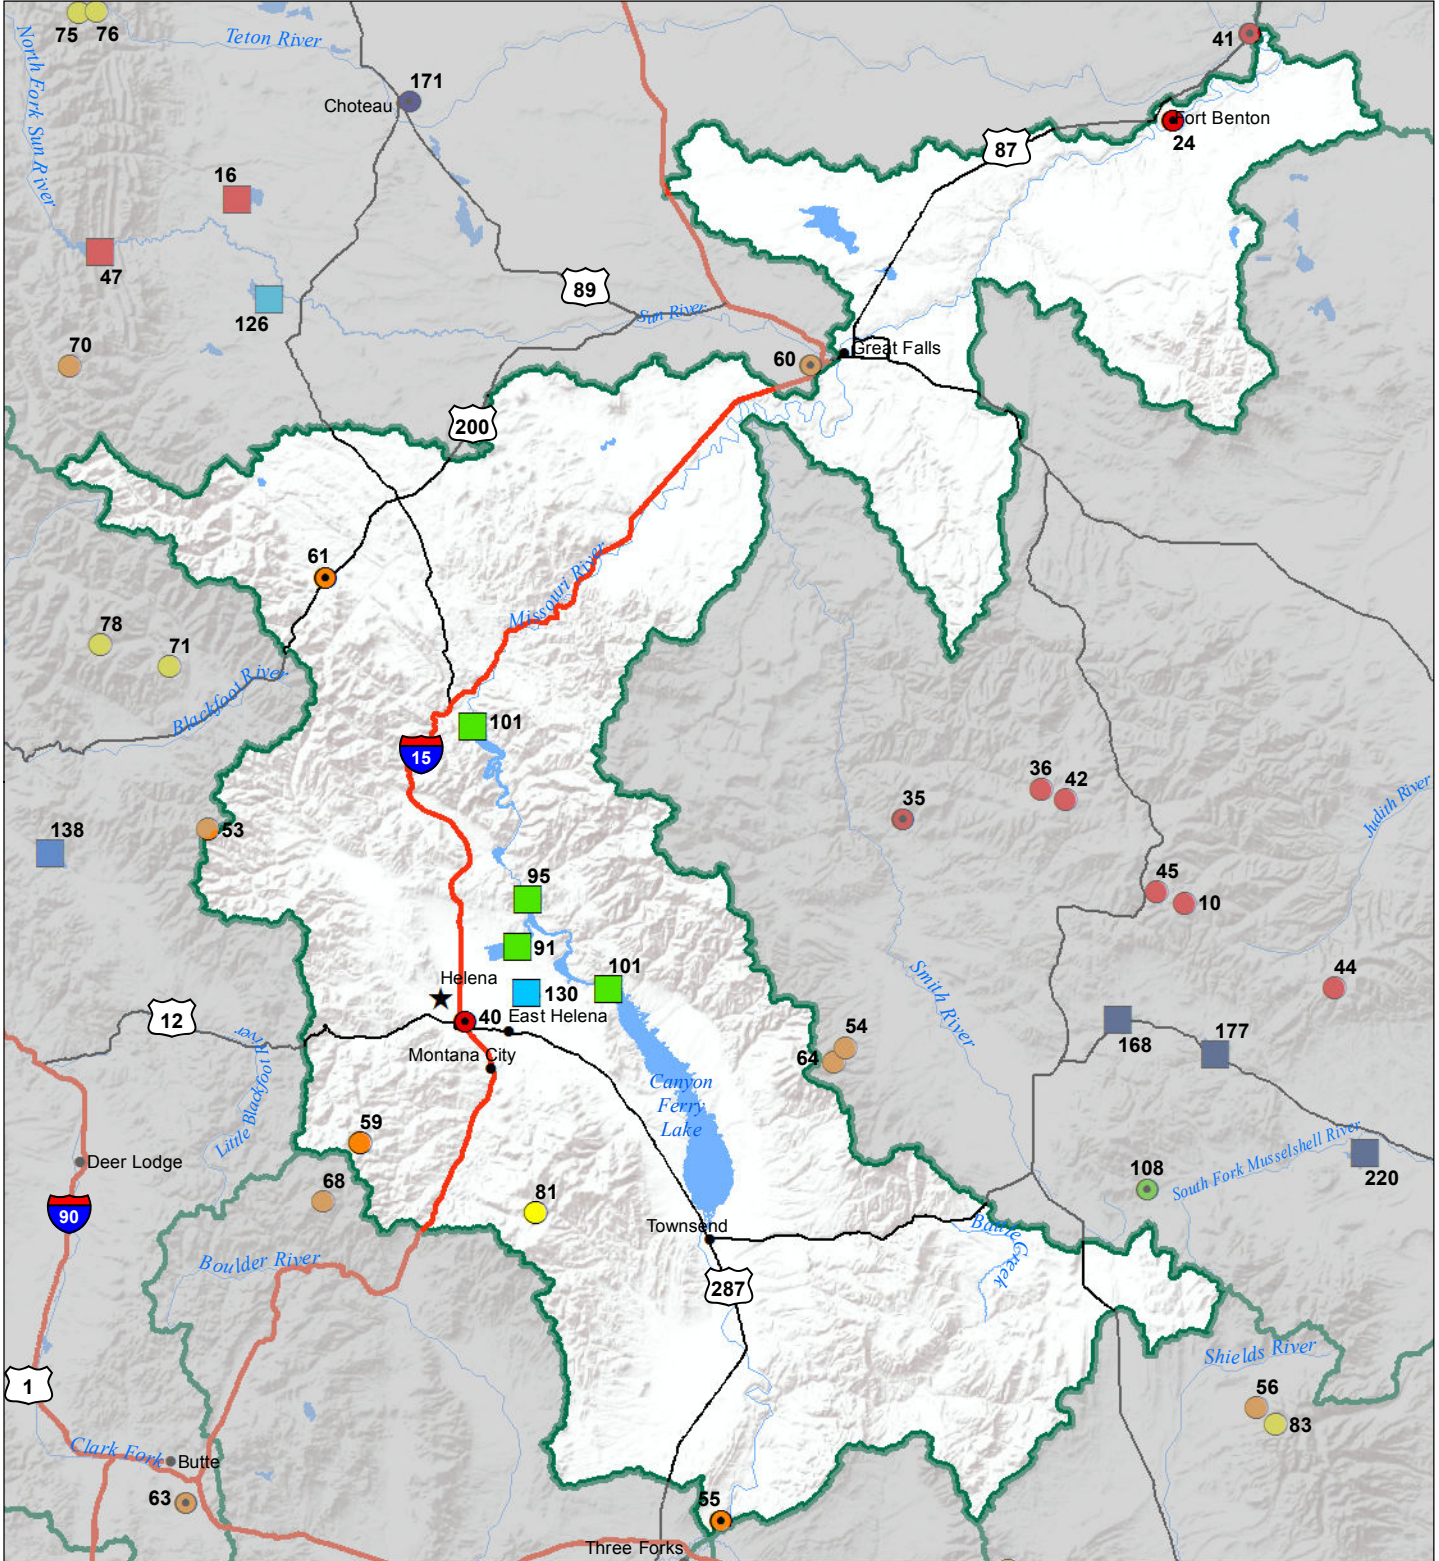 75
76
Teton River
North Fork Sun River
171
Choteau
41
Fort Benton
24
87
16
47
126
89
Sun River
70
60
Great Falls
200
61
Missouri River
78
71
Blackfoot River
101
15
36
42
35
Judith River
138
53
95
45
10
91
101
44
Helena
130
Smith River
12
40
East Helena
168
177
Montana City
54
64
Little Blackfoot River
Canyon
Ferry
Lake
59
Deer Lodge
South Fork Musselshell River
220
108
68
81
90
Townsend
Battle Creek
Boulder River
287
Shields River
1
56
83
Clark Fork
Butte
63
55
Three Forks